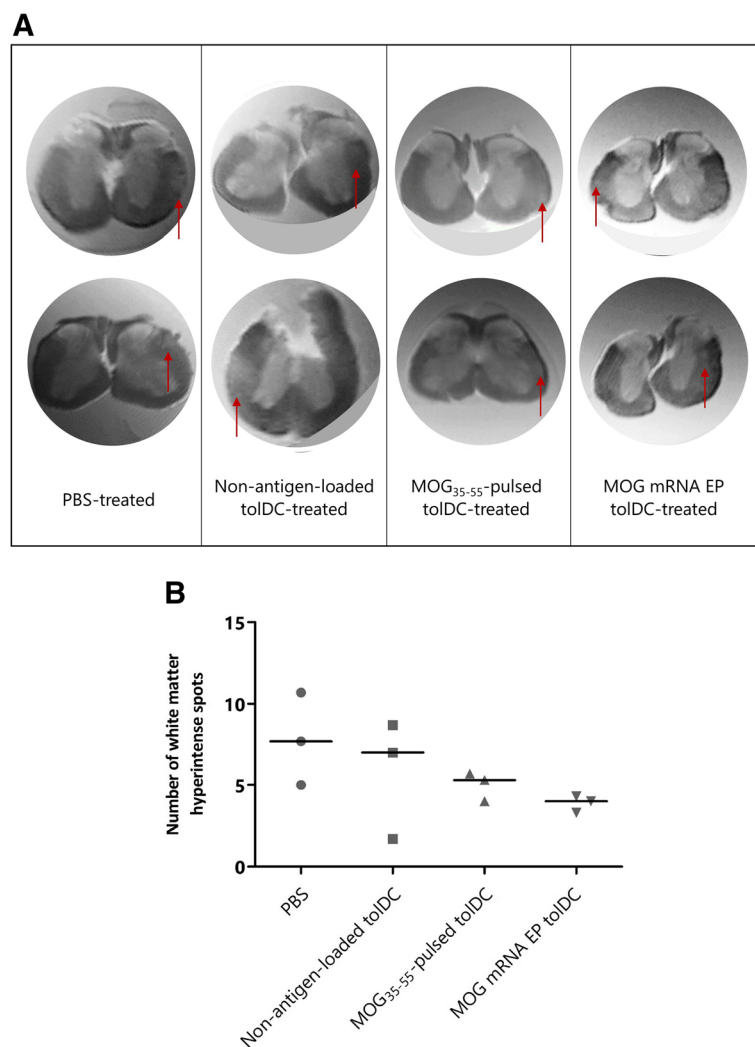 A
PBS-treated
Non-antigen-loaded
tolDC-treated
MOG35-55-pulsed
tolDC-treated
MOG mRNA EP
tolDC-treated
B
Number of white matter
hyperintense spots
15
10
5
0
PBS
Non-antigen-loaded tolDC
MOG35-55-pulsed tolDC
MOG mRNA EP tolDC